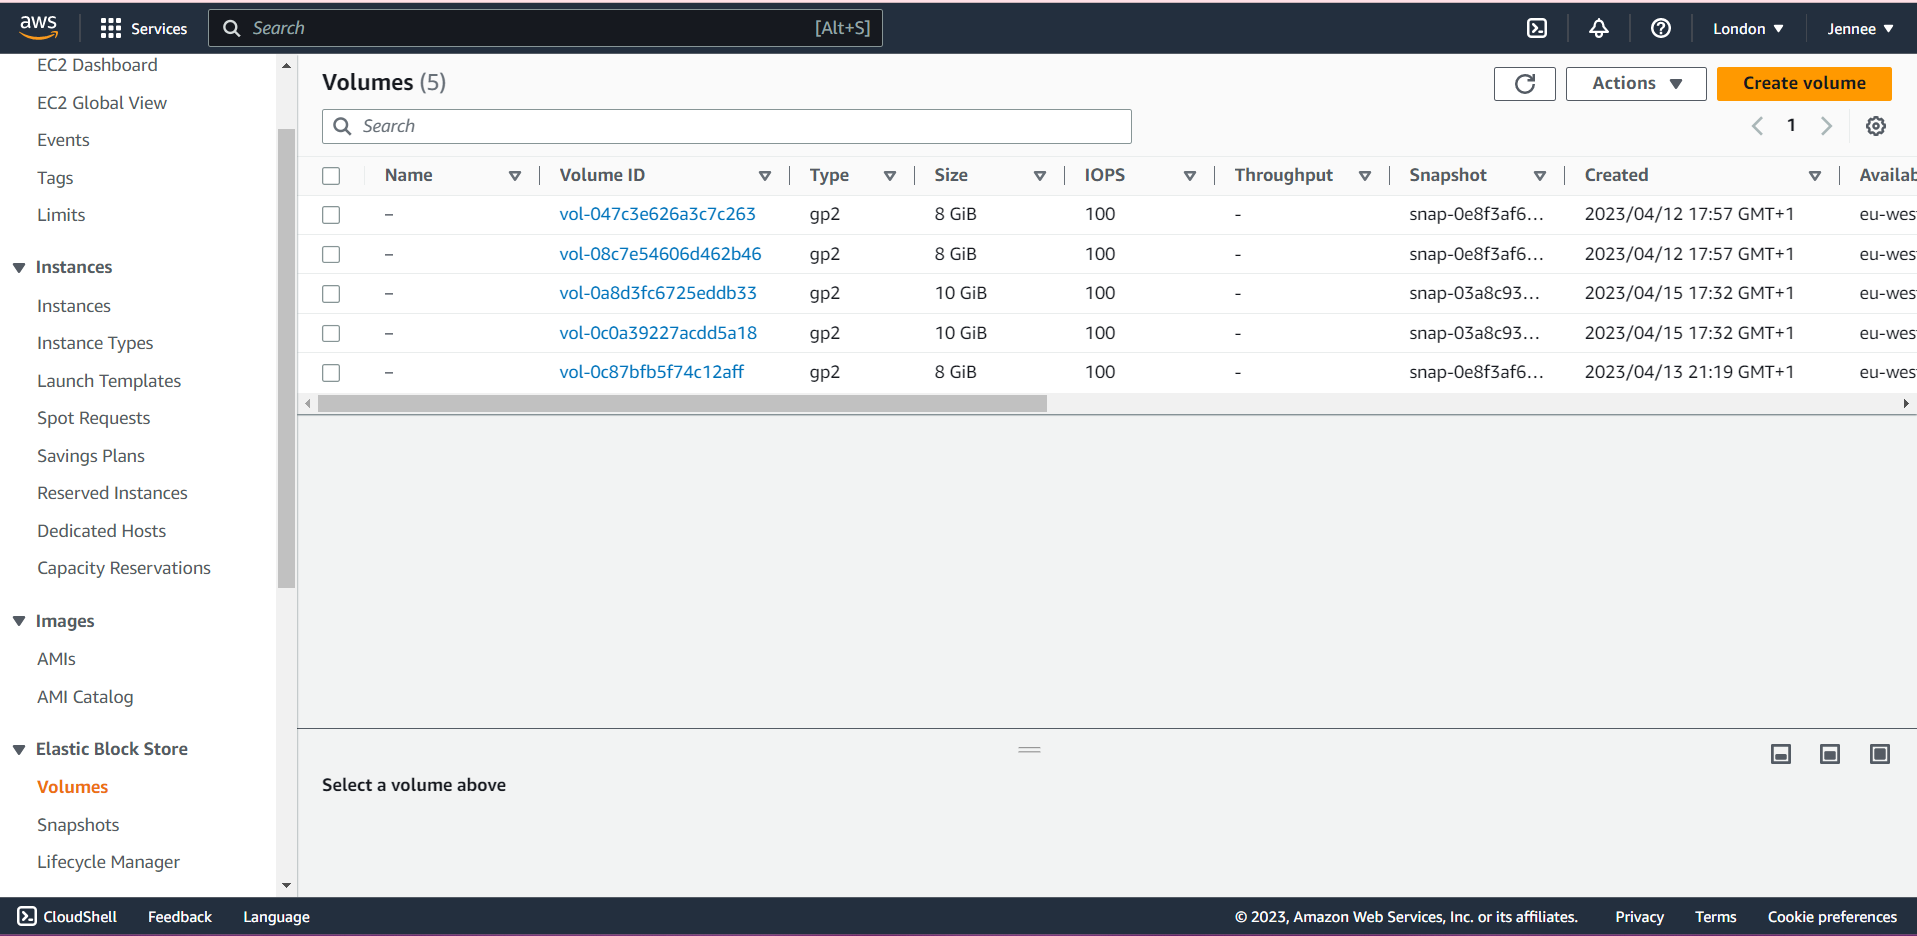 aws
Services
Search [Alt+S]
London
Jennee
EC2 Dashboard
EC2 Global View
Events
Tags
Limits
Instances
Instances
Instance Types
Launch Templates
Spot Requests
Savings Plans
Reserved Instances
Dedicated Hosts
Capacity Reservations
Images
AMIs
AMI Catalog
Elastic Block Store
Volumes
Snapshots
Lifecycle Manager
Volumes (5)
Actions
Create volume
Search
1
Name Volume ID Type Size IOPS Throughput Snapshot Created Availab
– vol-047c3e626a3c7c263 gp2 8 GiB 100 - snap-0e8f3af6... 2023/04/12 17:57 GMT+1 eu-wes
– vol-08c7e54606d462b46 gp2 8 GiB 100 - snap-0e8f3af6... 2023/04/12 17:57 GMT+1 eu-wes
– vol-0a8d3fc6725eddb33 gp2 10 GiB 100 - snap-03a8c93... 2023/04/15 17:32 GMT+1 eu-wes
– vol-0c0a39227acdd5a18 gp2 10 GiB 100 - snap-03a8c93... 2023/04/15 17:32 GMT+1 eu-wes
– vol-0c87bfb5f74c12aff gp2 8 GiB 100 - snap-0e8f3af6... 2023/04/13 21:19 GMT+1 eu-wes
Select a volume above
CloudShell Feedback Language © 2023, Amazon Web Services, Inc. or its affiliates. Privacy Terms Cookie preferences